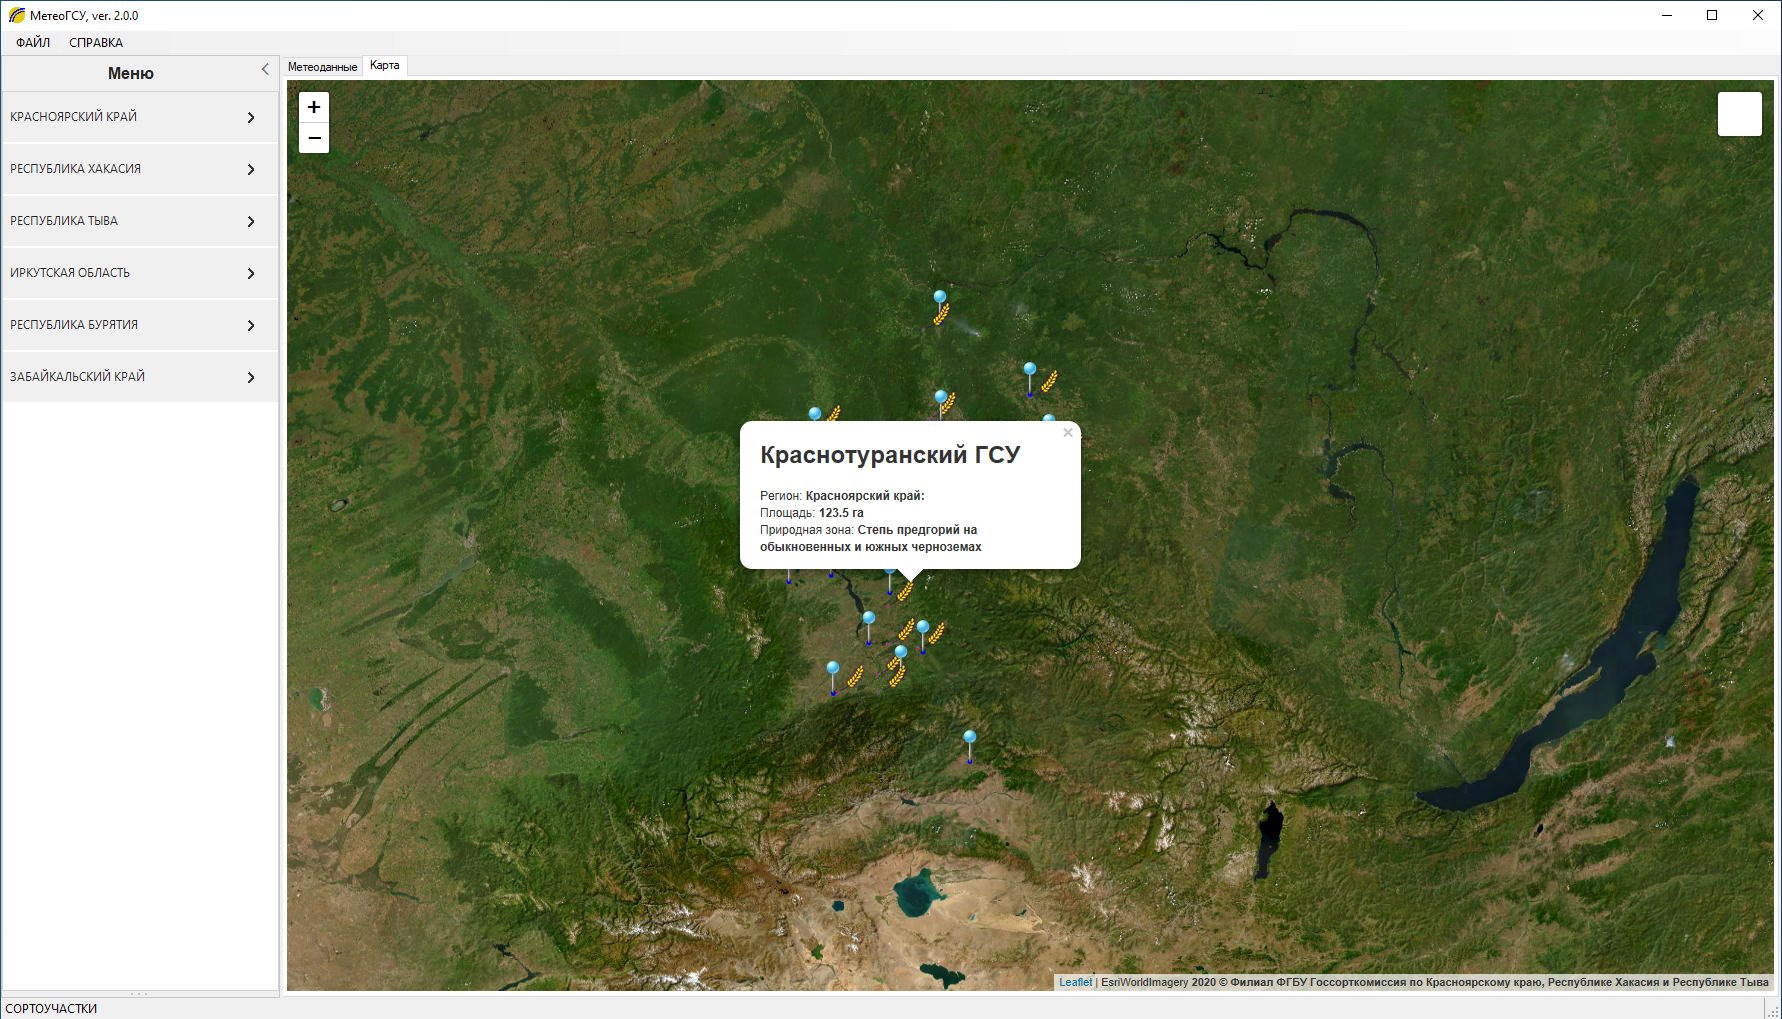 МетеоГСУ, ver. 2.0.0
ФАЙЛ СПРАВКА
Меню
КРАСНОЯРСКИЙ КРАЙ
РЕСПУБЛИКА ХАКАСИЯ
РЕСПУБЛИКА ТЫВА
ИРКУТСКАЯ ОБЛАСТЬ
РЕСПУБЛИКА БУРЯТИЯ
ЗАБАЙКАЛЬСКИЙ КРАЙ
Метеоданные Карта
+
−
×
Краснотуранский ГСУ
Регион: Красноярский край:
Площадь: 123.5 га
Природная зона: Степь предгорий на
обыкновенных и южных черноземах
Leaflet | EsriWorldImagery 2020 © Филиал ФГБУ Госсорткомиссия по Красноярскому краю, Республике Хакасия и Республике Тыва
СОРТОУЧАСТКИ